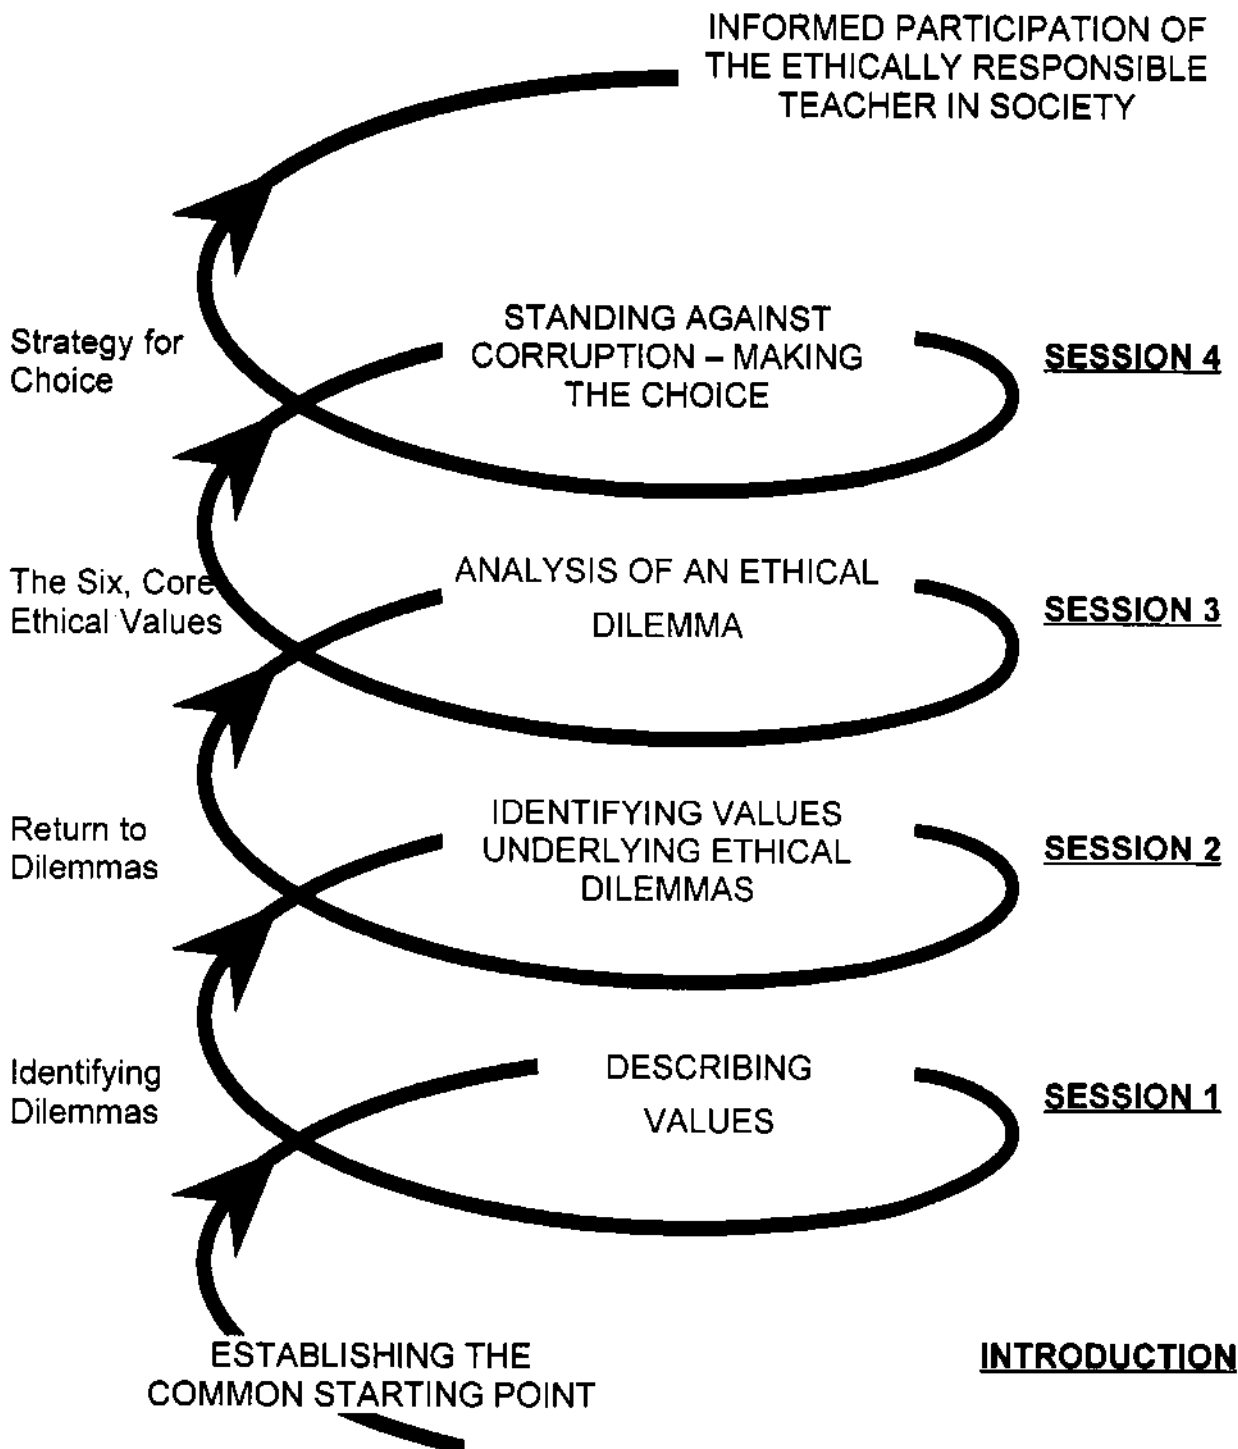 INFORMED PARTICIPATION OF
THE ETHICALLY RESPONSIBLE
TEACHER IN SOCIETY
Strategy for
Choice
STANDING AGAINST
CORRUPTION – MAKING
THE CHOICE
SESSION 4
The Six, Core
Ethical Values
ANALYSIS OF AN ETHICAL
DILEMMA
SESSION 3
Return to
Dilemmas
IDENTIFYING VALUES
UNDERLYING ETHICAL
DILEMMAS
SESSION 2
Identifying
Dilemmas
DESCRIBING
VALUES
SESSION 1
ESTABLISHING THE
COMMON STARTING POINT
INTRODUCTION